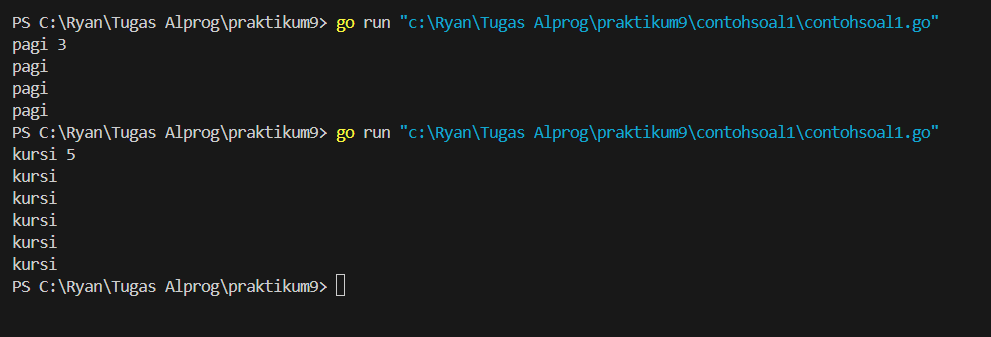 PS C:\Ryan\Tugas Alprog\praktikum9> go run "c:\Ryan\Tugas Alprog\praktikum9\contohsoal1\contohsoal1.go"
pagi 3
pagi
pagi
pagi
PS C:\Ryan\Tugas Alprog\praktikum9> go run "c:\Ryan\Tugas Alprog\praktikum9\contohsoal1\contohsoal1.go"
kursi 5
kursi
kursi
kursi
kursi
kursi
PS C:\Ryan\Tugas Alprog\praktikum9>